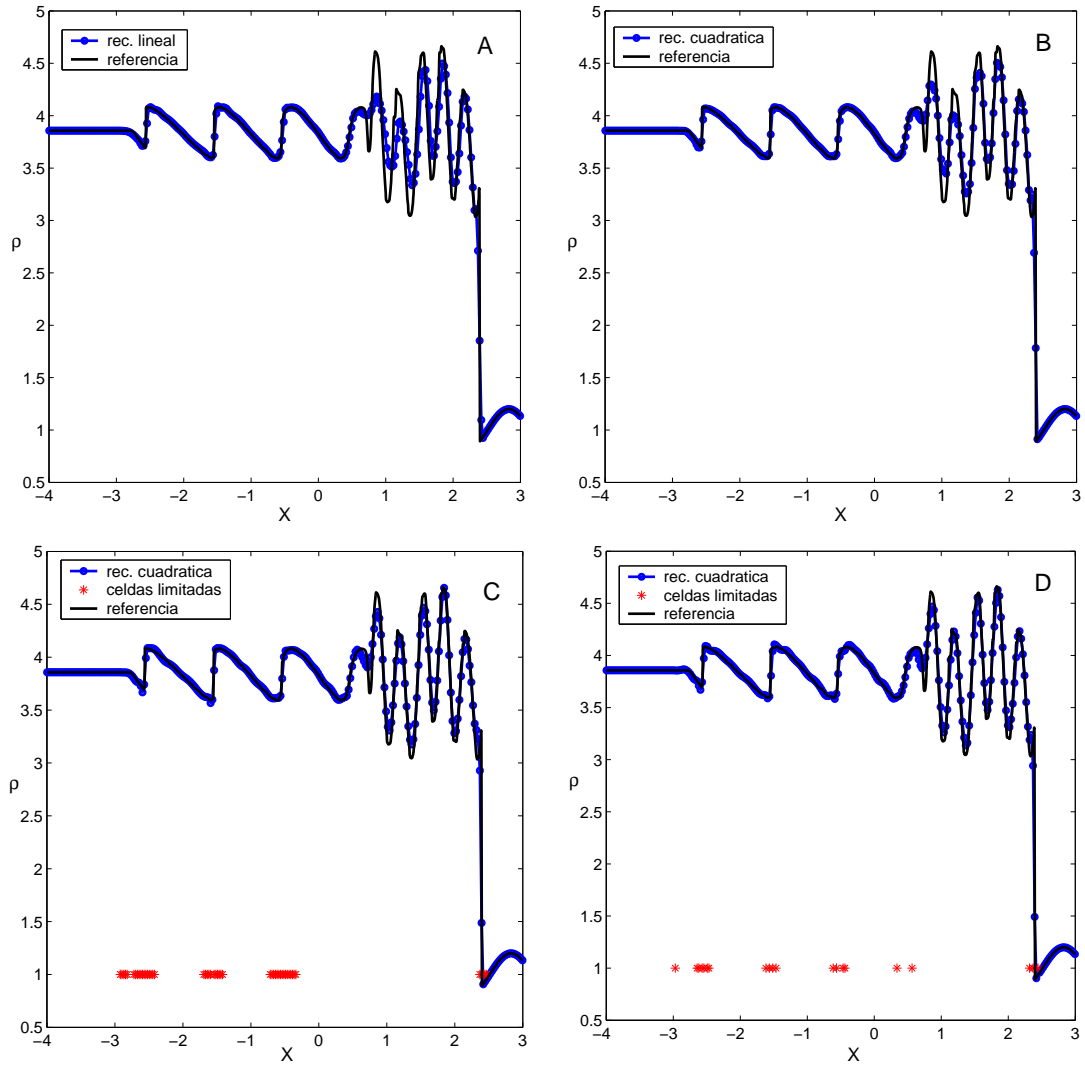 5
4.5
4
3.5
3
ρ
2.5
2
1.5
1
0.5
−4 −3 −2 −1 0 1 2 3
X
rec. lineal
referencia
A
5
4.5
4
3.5
3
ρ
2.5
2
1.5
1
0.5
−4 −3 −2 −1 0 1 2 3
X
rec. cuadratica
referencia
B
5
4.5
4
3.5
3
ρ
2.5
2
1.5
1
0.5
−4 −3 −2 −1 0 1 2 3
X
rec. cuadratica
celdas limitadas
referencia
C
5
4.5
4
3.5
3
ρ
2.5
2
1.5
1
0.5
−4 −3 −2 −1 0 1 2 3
X
rec. cuadratica
celdas limitadas
referencia
D